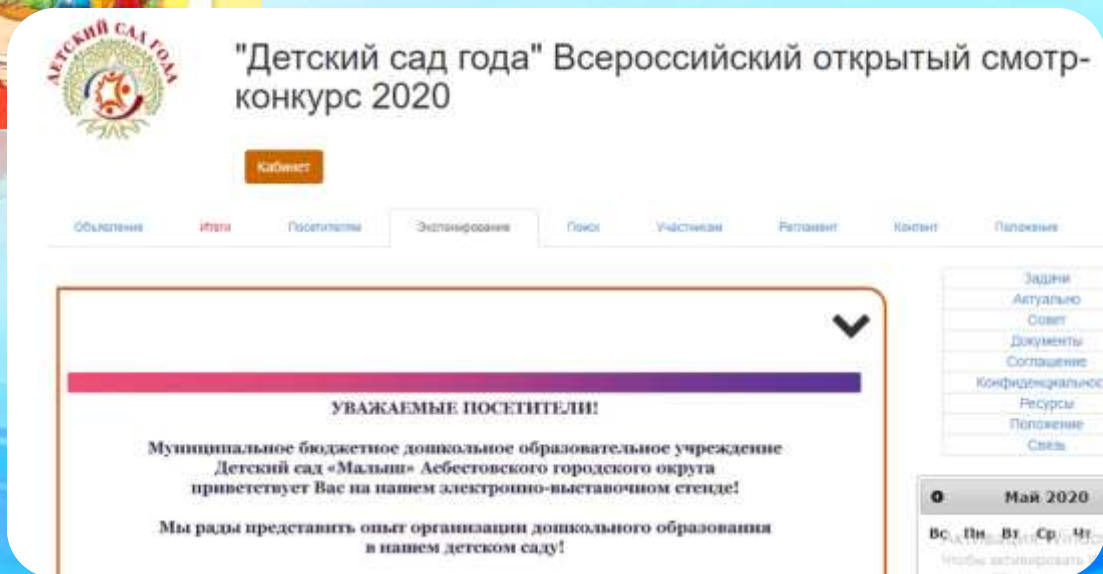 ДЕТСКИЙ САД ГОДА
"Детский сад года" Всероссийский открытый смотр-
конкурс 2020
Кабинет
Объявления Итоги Посетителям Экспонирование Поиск Участникам Регламент Контент Положение
Задачи
Актуально
Совет
Документы
Соглашение
Конфиденциальнос
Ресурсы
Положение
Связь
УВАЖАЕМЫЕ ПОСЕТИТЕЛИ!
Муниципальное бюджетное дошкольное образовательное учреждение
Детский сад «Малыш» Асбестовского городского округа
приветствует Вас на нашем электронно-выставочном стенде!
Мы рады представить опыт организации дошкольного образования
в нашем детском саду!
Май 2020
Вс Пн Вт Ср Чт
Чтобы активировать